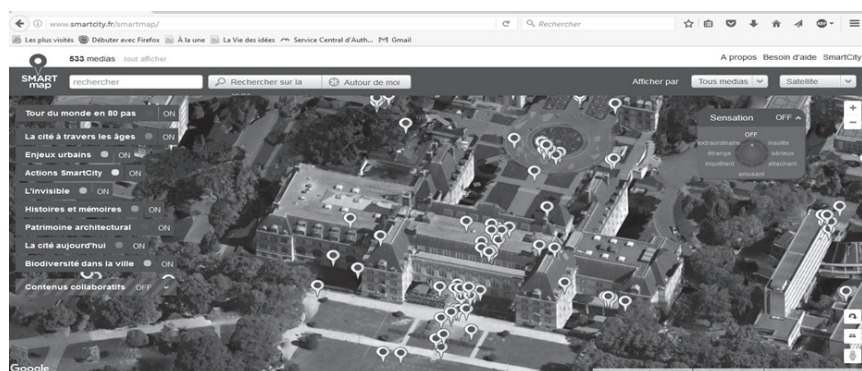 www.smartcity.fr/smartmap/
Rechercher
Les plus visités Débuter avec Firefox À la une La Vie des idées Service Central d'Auth... Gmail
533 medias tout afficher
A propos Besoin d'aide SmartCity
SMART map
rechercher
Rechercher sur la
Autour de moi
Afficher par
Tous medias
Satellite
Tour du monde en 80 pas ON
La cité à travers les âges ON
Enjeux urbains ON
Actions SmartCity ON
L'invisible ON
Histoires et mémoires ON
Patrimoine architectural ON
La cité aujourd'hui ON
Biodiversité dans la ville ON
Contenus collaboratifs OFF
Sensation OFF
OFF
extraordinaire insolite
étrange sérieux
inquiétant attachant
amusant
Google